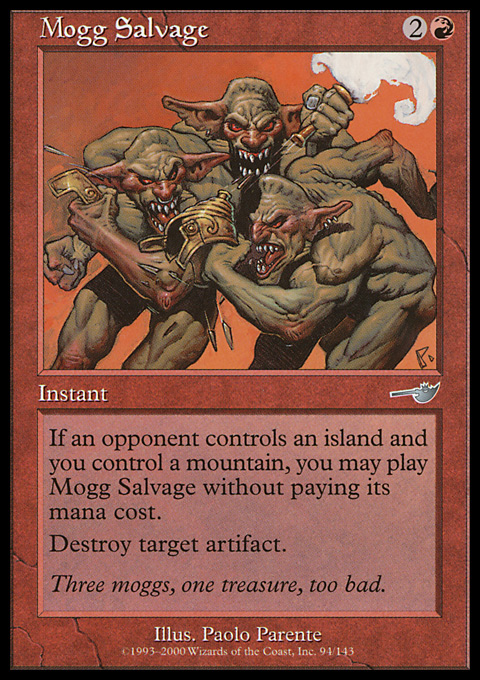 Mogg Salvage 2
Instant
If an opponent controls an island and
you control a mountain, you may play
Mogg Salvage without paying its
mana cost.
Destroy target artifact.
Three moggs, one treasure, too bad.
Illus. Paolo Parente
©1993–2000 Wizards of the Coast, Inc. 94/143